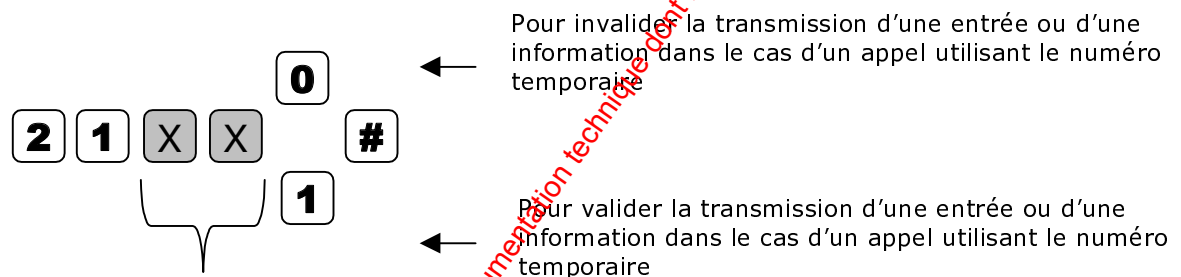 Pour invalider la transmission d'une entrée ou d'une
information dans le cas d'un appel utilisant le numéro
temporaire
0
2 1 X X #
1
Pour valider la transmission d'une entrée ou d'une
information dans le cas d'un appel utilisant le numéro
temporaire
technique dont